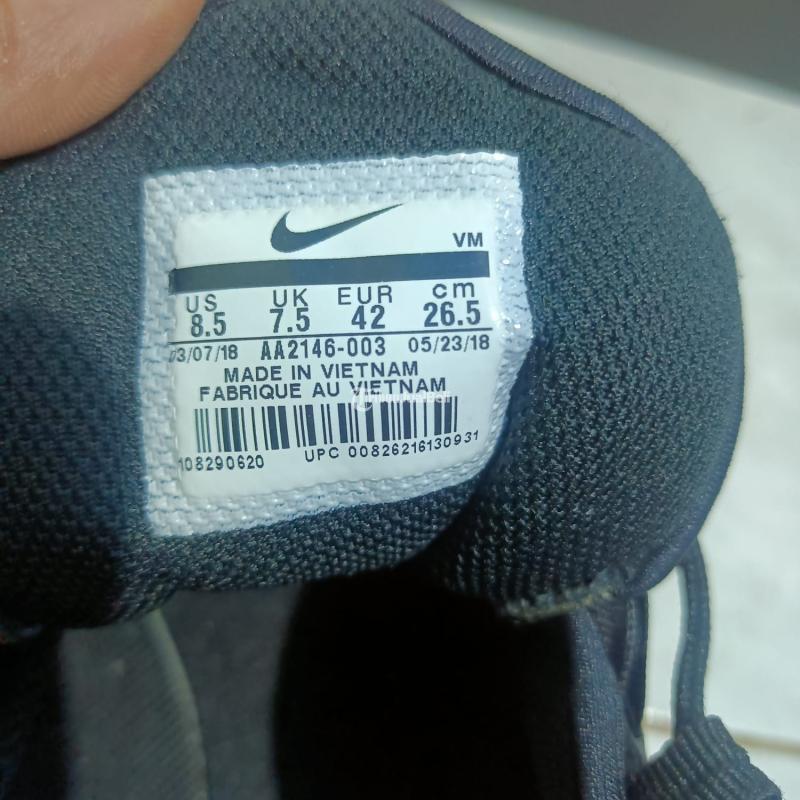 VM
US UK EUR cm
8.5 7.5 42 26.5
03/07/18 AA2146-003 05/23/18
MADE IN VIETNAM
FABRIQUE AU VIETNAM
108290620 UPC 00826216130931